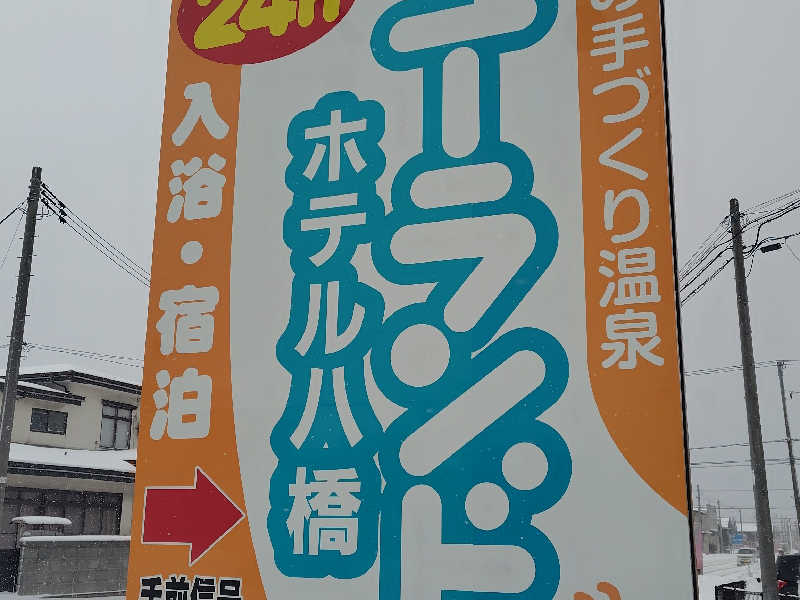 の手づくり温泉
ーランド
ホテル八橋
24h
入浴・宿泊
手前信号